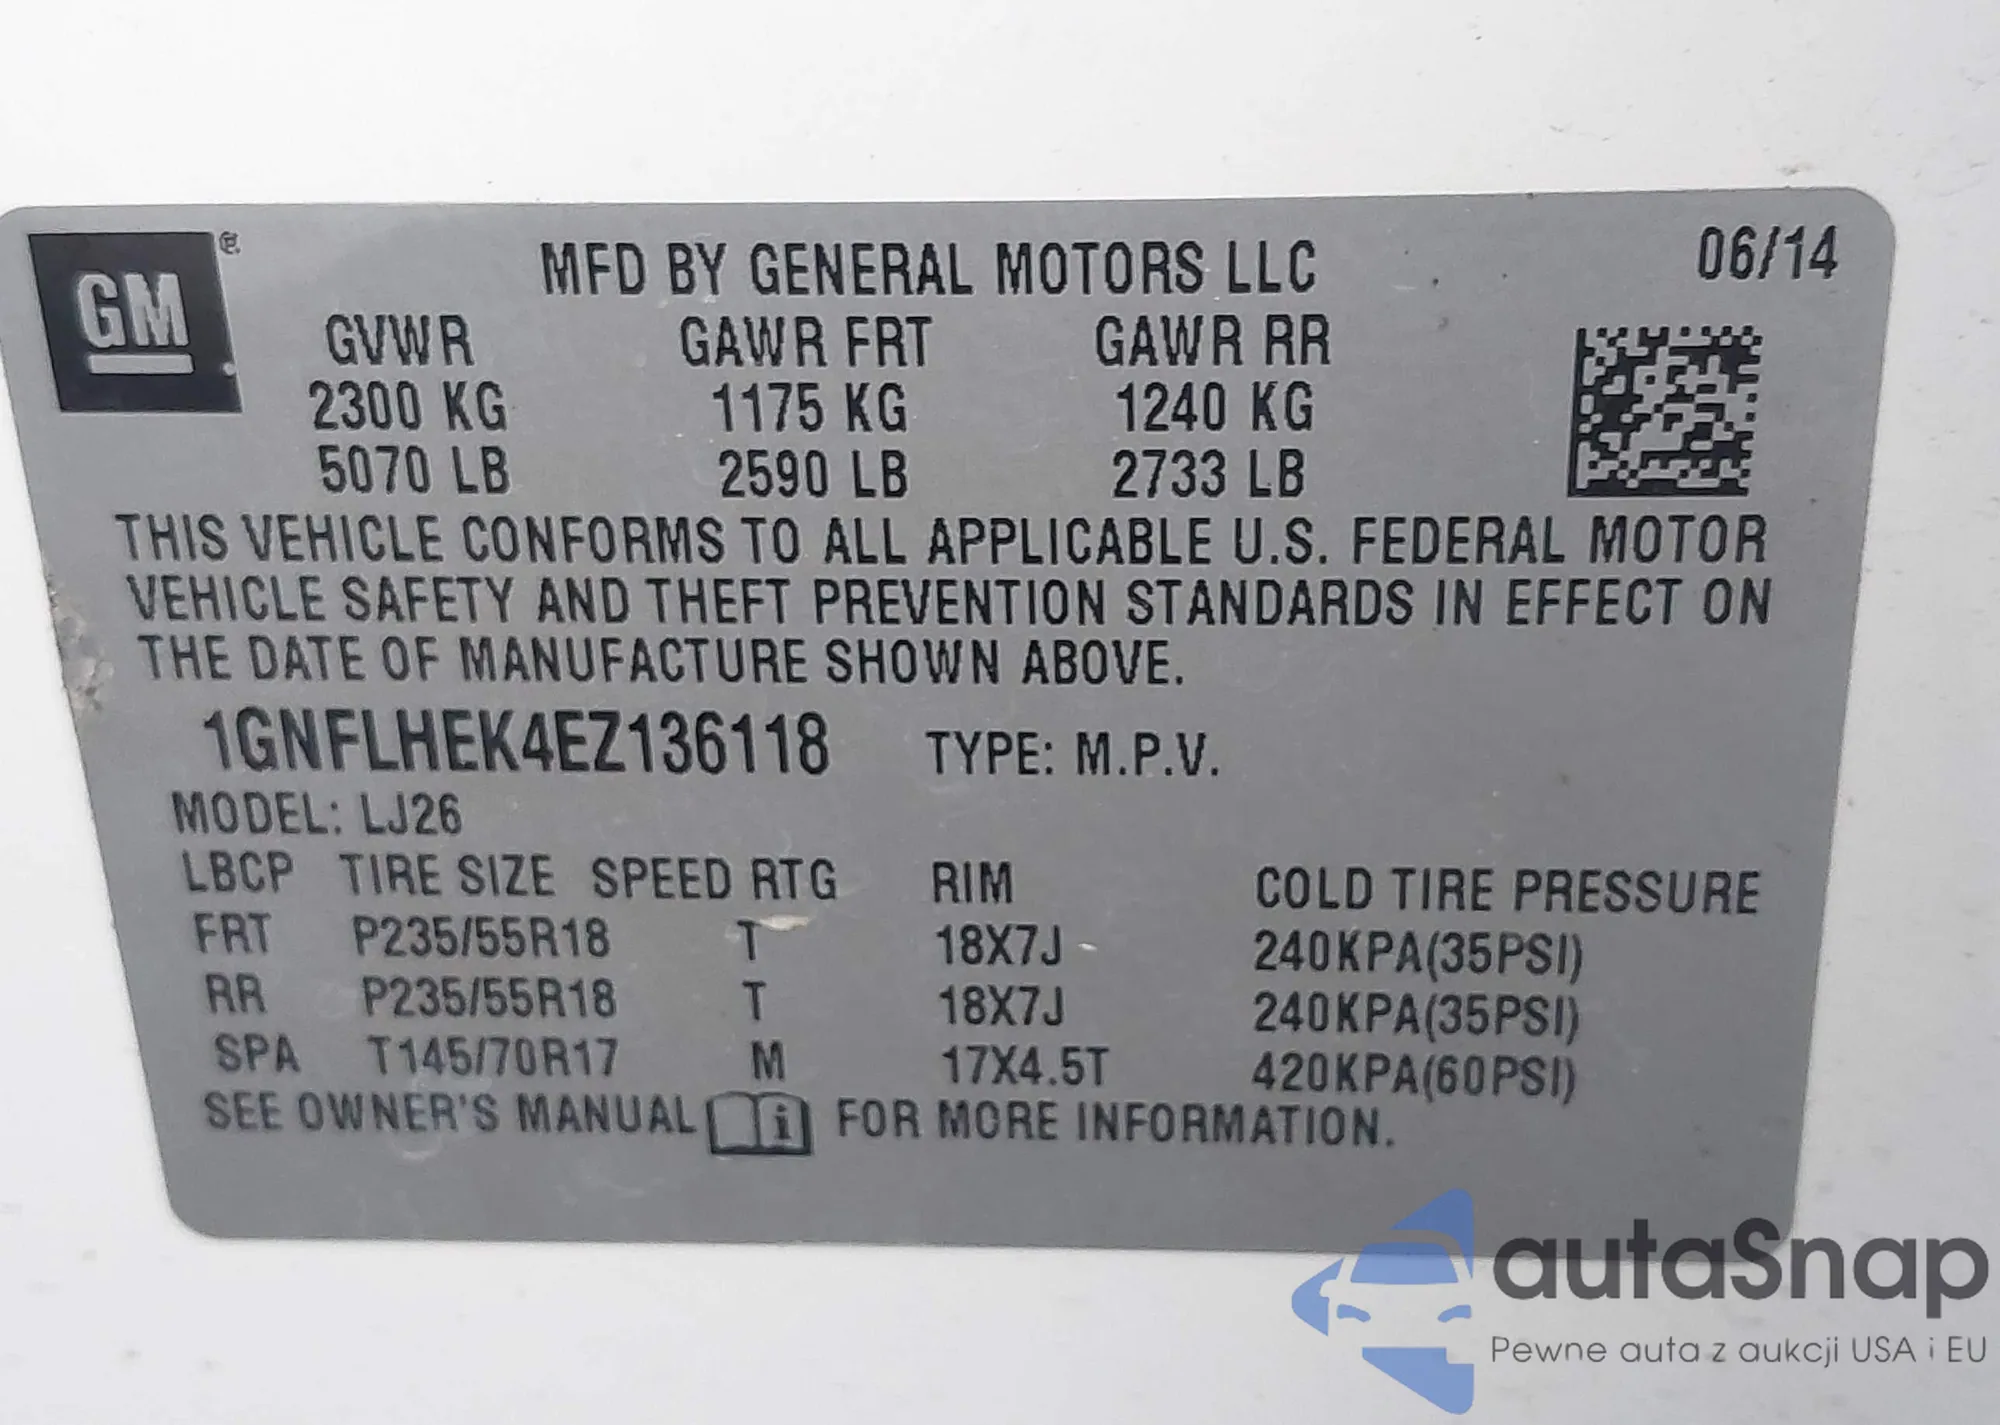 GM
MFD BY GENERAL MOTORS LLC 06/14
GVWR GAWR FRT GAWR RR
2300 KG 1175 KG 1240 KG
5070 LB 2590 LB 2733 LB
THIS VEHICLE CONFORMS TO ALL APPLICABLE U.S. FEDERAL MOTOR
VEHICLE SAFETY AND THEFT PREVENTION STANDARDS IN EFFECT ON
THE DATE OF MANUFACTURE SHOWN ABOVE.
1GNFLHEK4EZ136118 TYPE: M.P.V.
MODEL: LJ26
LBCP TIRE SIZE SPEED RTG RIM COLD TIRE PRESSURE
FRT P235/55R18 T 18X7J 240KPA(35PSI)
RR P235/55R18 T 18X7J 240KPA(35PSI)
SPA T145/70R17 M 17X4.5T 420KPA(60PSI)
SEE OWNER'S MANUAL i FOR MORE INFORMATION.
autaSnap
Pewne auta z aukcji USA i EU